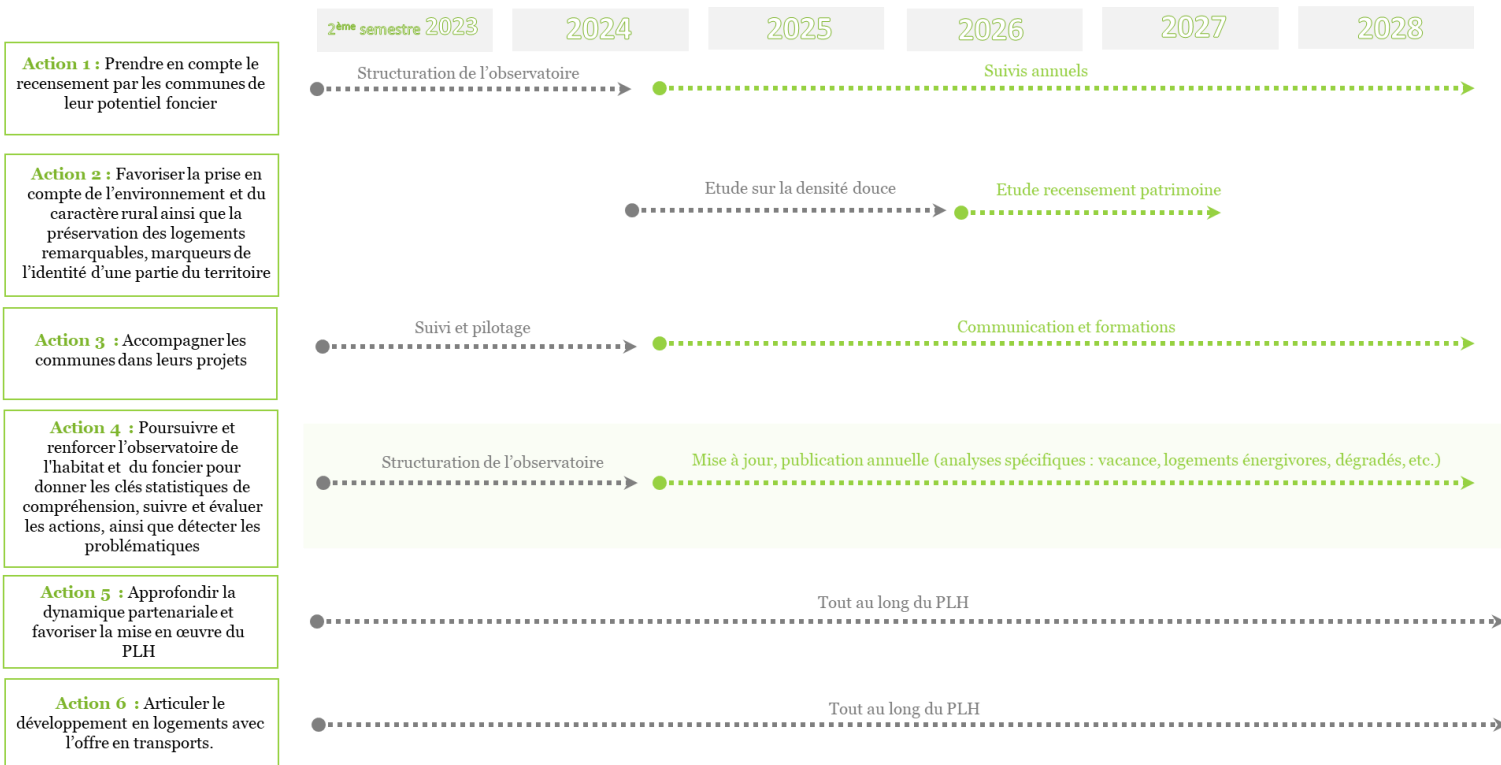 2ème semestre 2023
2024
2025
2026
2027
2028
Action 1 : Prendre en compte le
recensement par les communes de
leur potentiel foncier
Structuration de l'observatoire
Suivis annuels
Action 2 : Favoriser la prise en
compte de l'environnement et du
caractère rural ainsi que la
préservation des logements
remarquables, marqueurs de
l'identité d'une partie du territoire
Etude sur la densité douce
Etude recensement patrimoine
Action 3 : Accompagner les
communes dans leurs projets
Suivi et pilotage
Communication et formations
Action 4 : Poursuivre et
renforcer l'observatoire de
l'habitat et du foncier pour
donner les clés statistiques de
compréhension, suivre et évaluer
les actions, ainsi que détecter les
problématiques
Structuration de l'observatoire
Mise à jour, publication annuelle (analyses spécifiques : vacance, logements énergivores, dégradés, etc.)
Action 5 : Approfondir la
dynamique partenariale et
favoriser la mise en œuvre du
PLH
Tout au long du PLH
Action 6 : Articuler le
développement en logements avec
l'offre en transports.
Tout au long du PLH